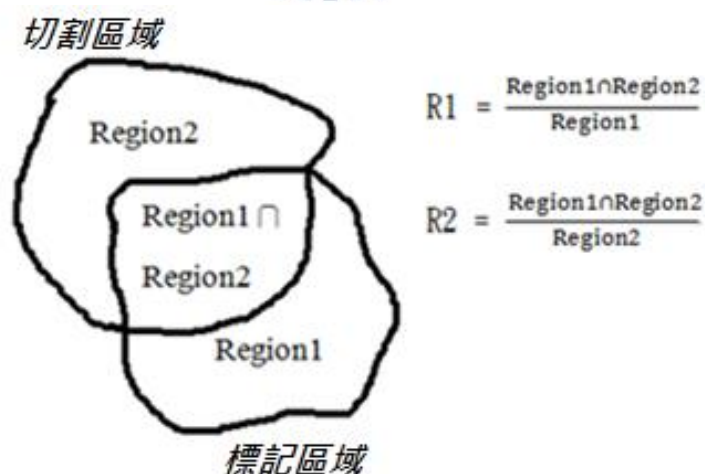 切割區域
Region2
Region1∩
Region2
Region1
標記區域
R1 = Region1∩Region2
Region1
R2 = Region1∩Region2
Region2